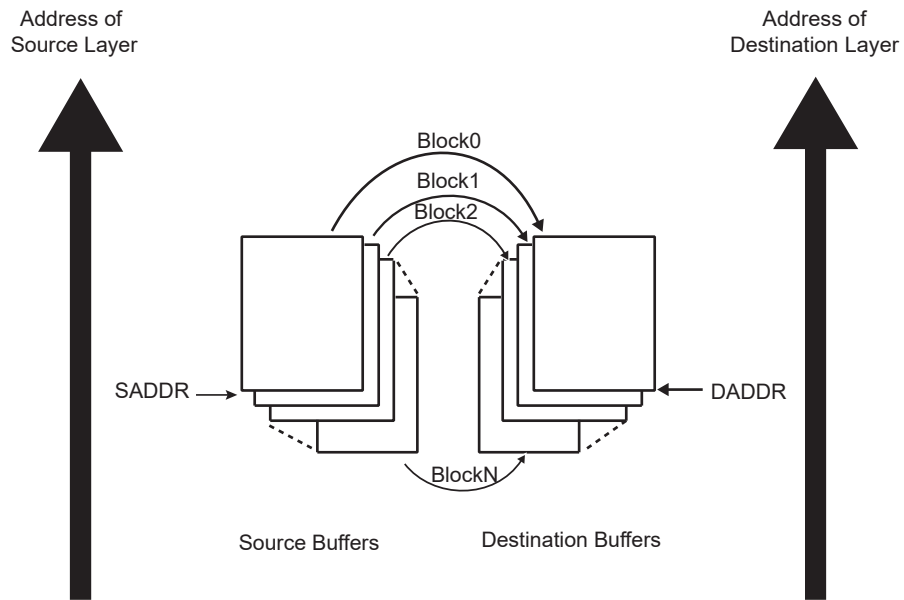 Address of
Source Layer
Address of
Destination Layer
Block0
Block1
Block2
SADDR
DADDR
BlockN
Source Buffers
Destination Buffers